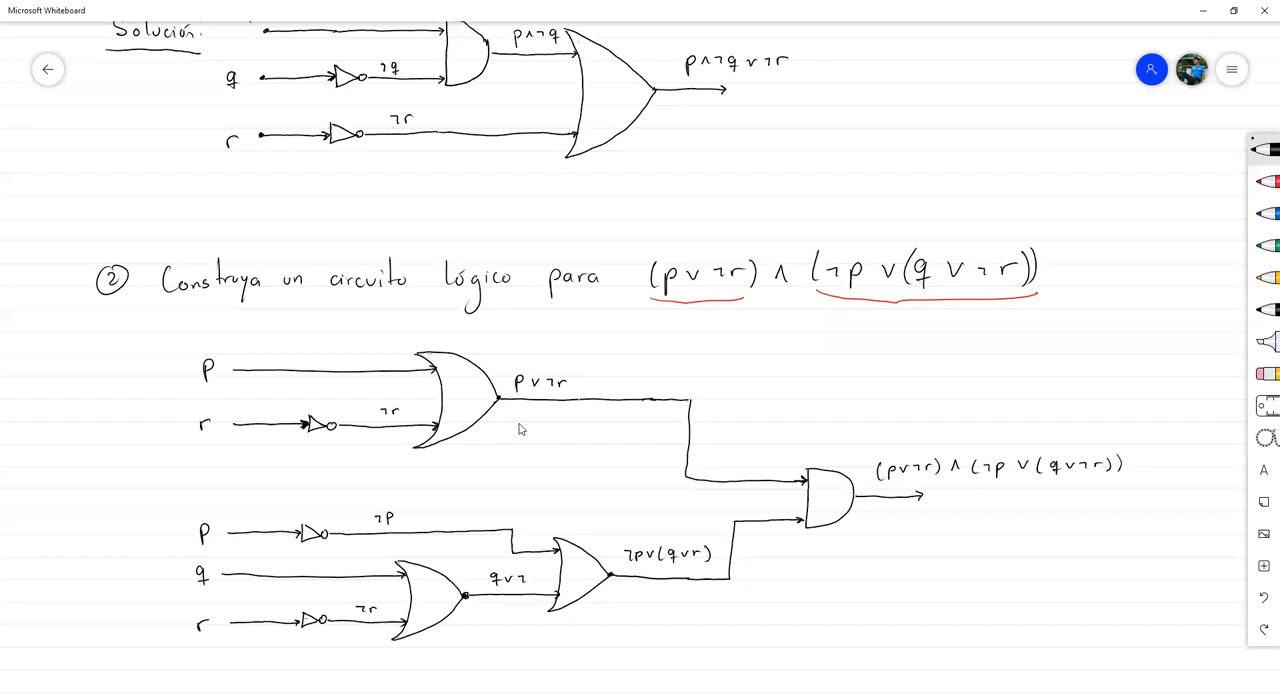 Microsoft Whiteboard
Solución:
p∧¬q
p∧¬q ∨ ¬r
q
¬q
r
¬r
② Construya un circuito lógico para (p ∨ ¬r) ∧ (¬p ∨ (q ∨ ¬r))
p
p ∨ ¬r
r
¬r
(p∨¬r) ∧ (¬p ∨ (q∨¬r))
p
¬p
¬p∨(q∨r)
q
q∨¬
r
¬r
A